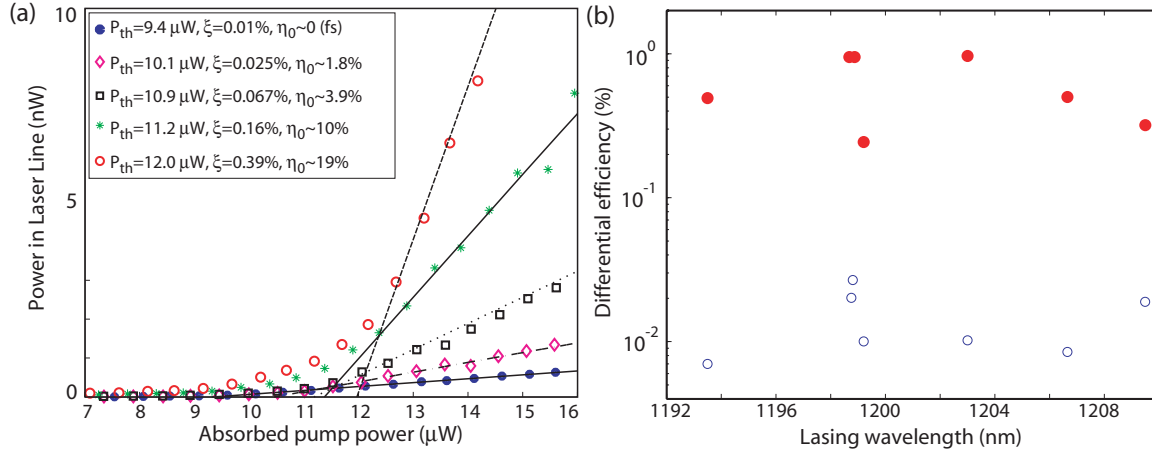 (a)
10
5
0
Power in Laser Line (nW)
P_th=9.4 μW, ξ=0.01%, η_0~0 (fs)
P_th=10.1 μW, ξ=0.025%, η_0~1.8%
P_th=10.9 μW, ξ=0.067%, η_0~3.9%
P_th=11.2 μW, ξ=0.16%, η_0~10%
P_th=12.0 μW, ξ=0.39%, η_0~19%
7 8 9 10 11 12 13 14 15 16
Absorbed pump power (μW)
(b)
10^0
10^-1
10^-2
Differential efficiency (%)
1192 1196 1200 1204 1208
Lasing wavelength (nm)